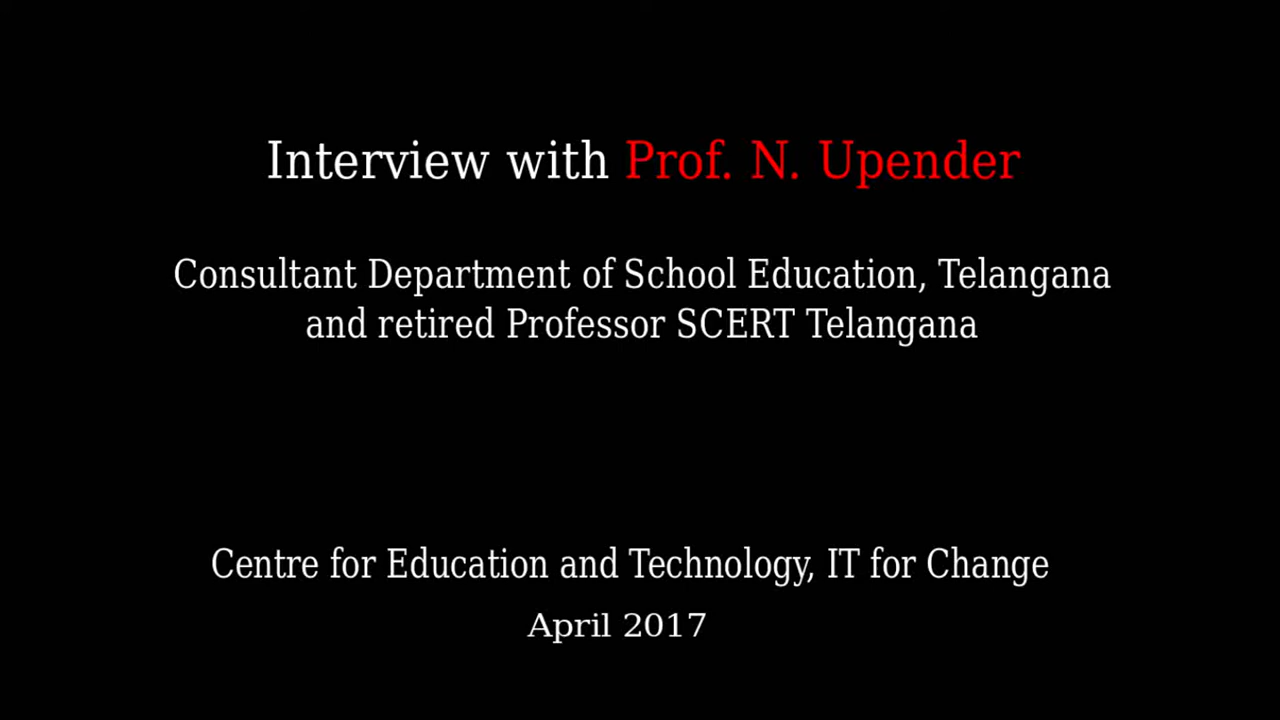 Interview with Prof. N. Upender
Consultant Department of School Education, Telangana
and retired Professor SCERT Telangana
Centre for Education and Technology, IT for Change
April 2017